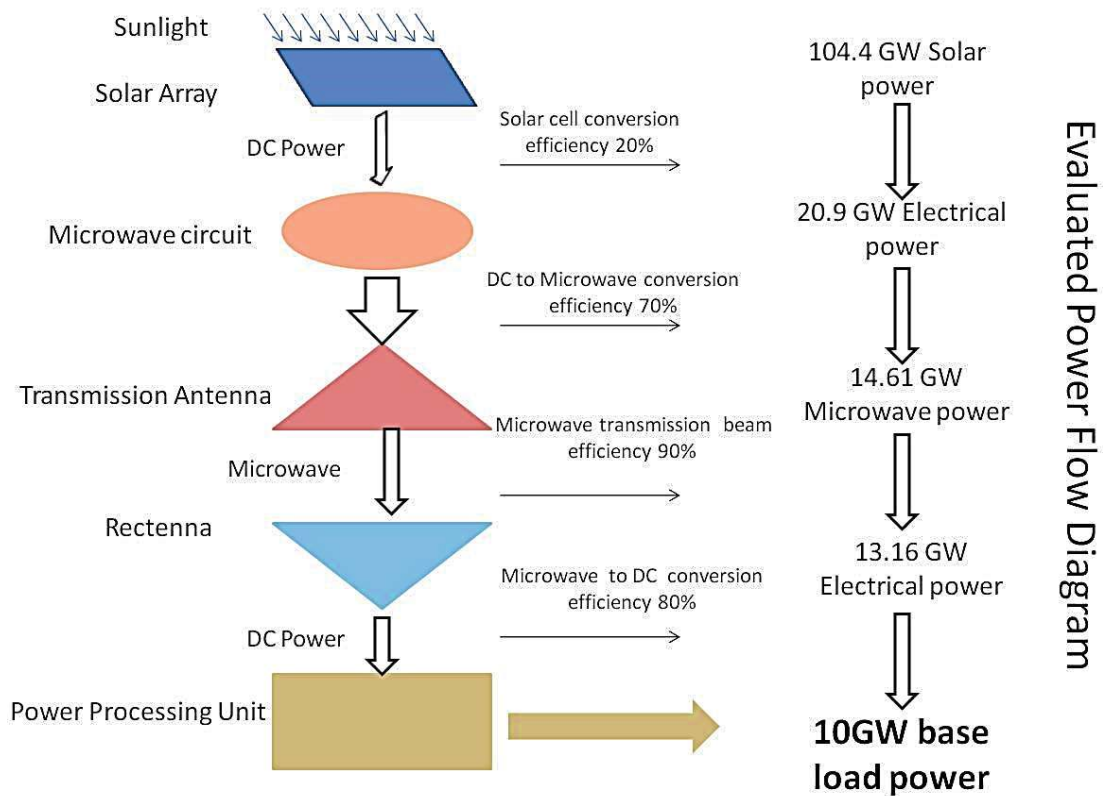 Sunlight
Solar Array
DC Power
Microwave circuit
Transmission Antenna
Microwave
Rectenna
DC Power
Power Processing Unit
Solar cell conversion
efficiency 20%
DC to Microwave conversion
efficiency 70%
Microwave transmission beam
efficiency 90%
Microwave to DC conversion
efficiency 80%
104.4 GW Solar
power
20.9 GW Electrical
power
14.61 GW
Microwave power
13.16 GW
Electrical power
10GW base
load power
Evaluated Power Flow Diagram